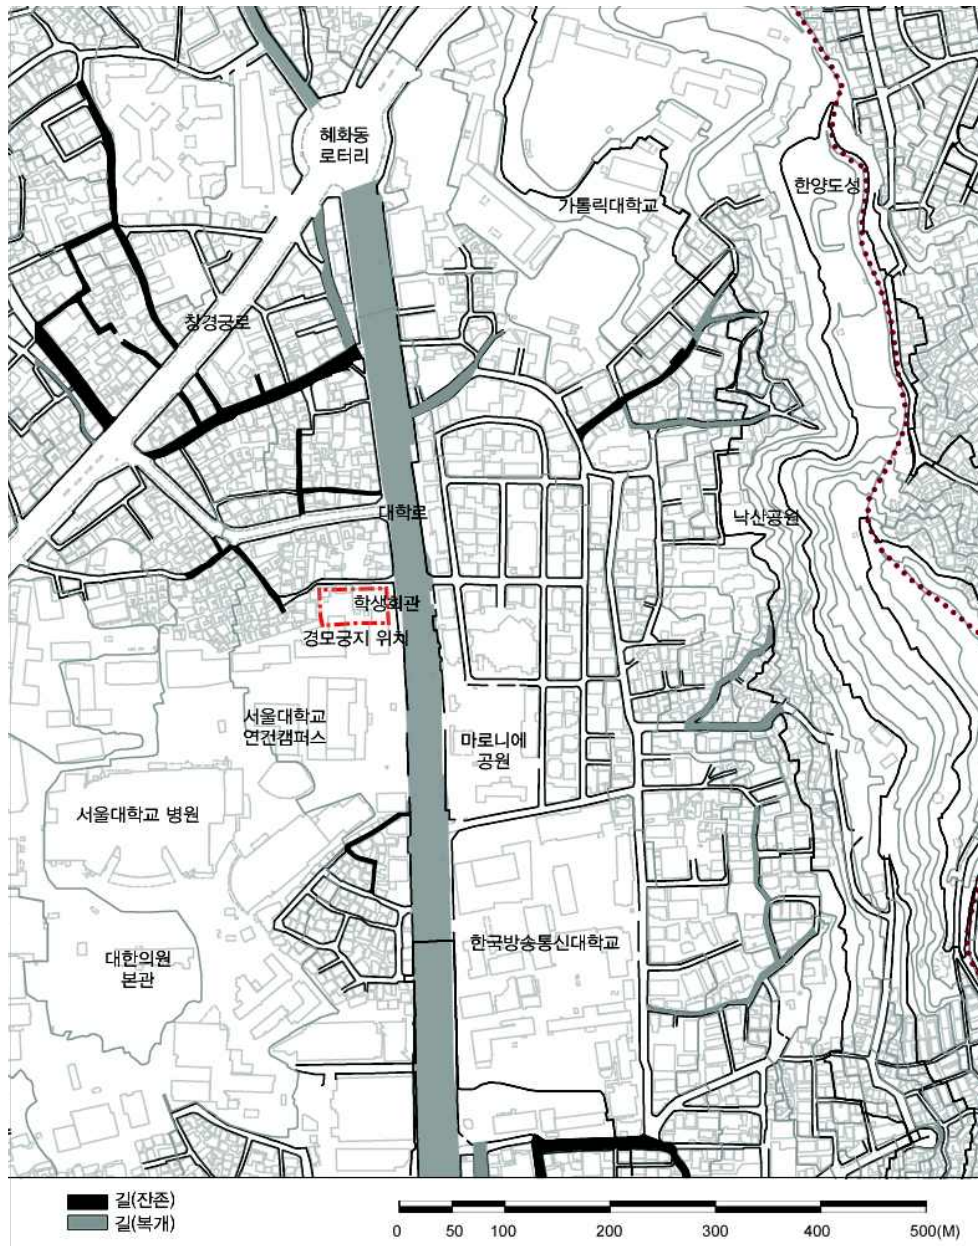 혜화동
로터리
한양도성
가톨릭대학교
창경궁로
대학로
낙산공원
학생회관
경모궁지 위치
서울대학교
연건캠퍼스
마로니에
공원
서울대학교 병원
한국방송통신대학교
대한의원
본관
길(잔존)
길(복개)
0 50 100 200 300 400 500(M)